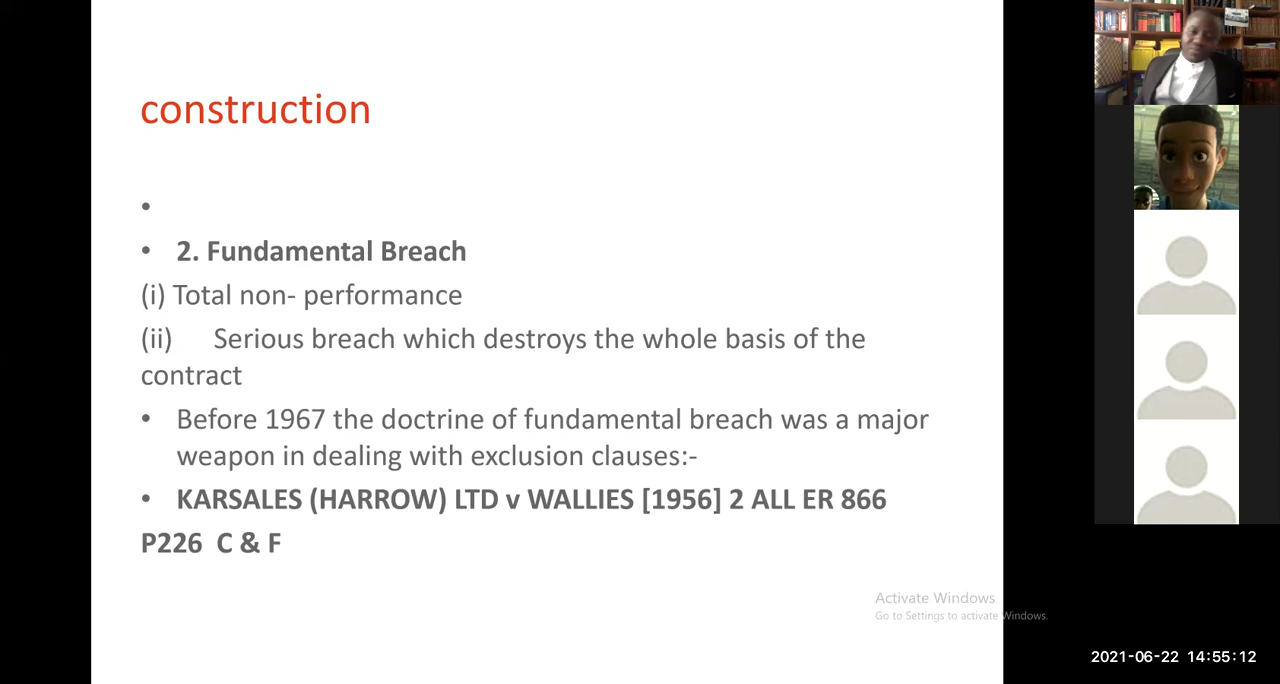 construction
•
• 2. Fundamental Breach
(i) Total non- performance
(ii) Serious breach which destroys the whole basis of the
contract
• Before 1967 the doctrine of fundamental breach was a major
weapon in dealing with exclusion clauses:-
• KARSALES (HARROW) LTD v WALLIES [1956] 2 ALL ER 866
P226 C & F
Activate Windows
Go to Settings to activate Windows.
2021-06-22 14:55:12